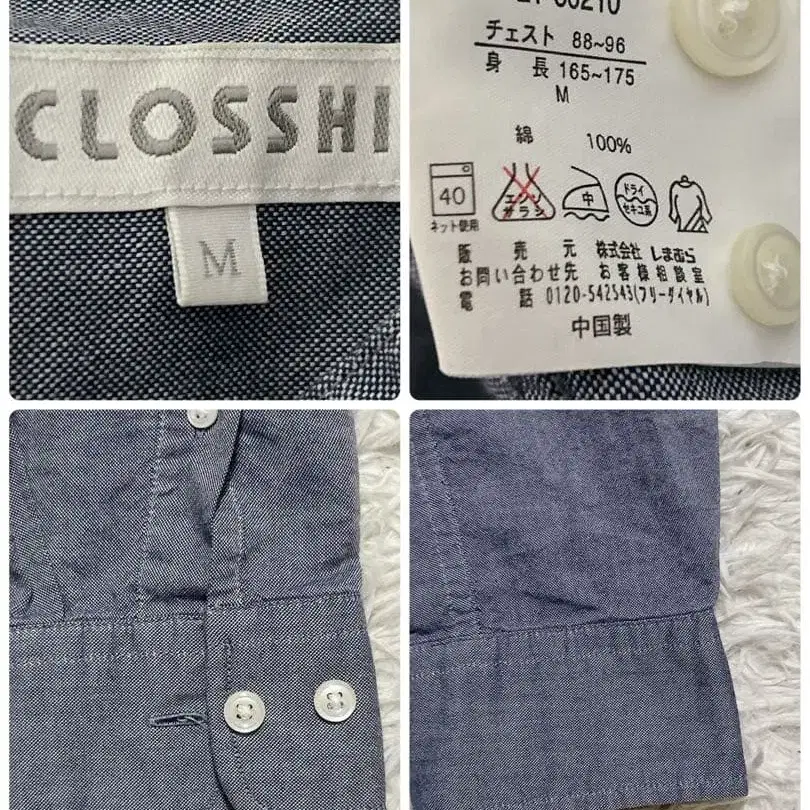 CLOSSHI
M
チェスト 88~96
身 長 165~175
M
綿 100%
40
ネット使用
エンソ
サラシ
中
ドライ
セキユ系
販 売 元 株式会社 しまむら
お問い合わせ先 お客様相談室
電 話 0120-542543(フリーダイヤル)
中国製